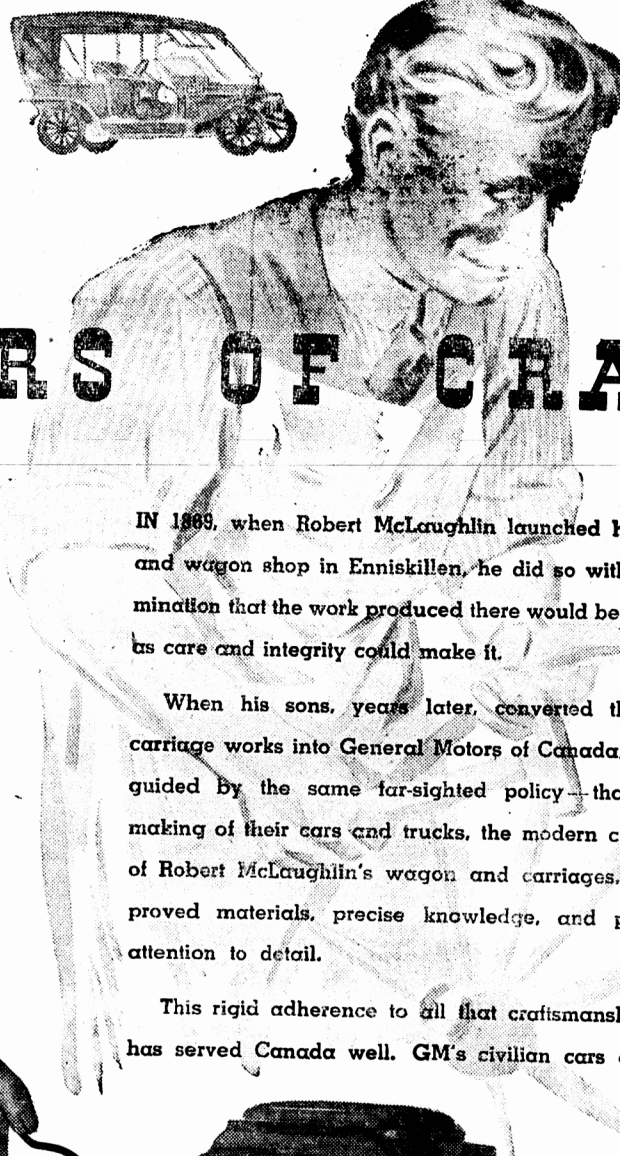 RS OF CRA
IN 1869, when Robert McLaughlin launched
and wagon shop in Enniskillen, he did so with
mination that the work produced there would be
as care and integrity could make it.
When his sons, years later, converted
carriage works into General Motors of Canada,
guided by the same far-sighted policy—
making of their cars and trucks, the modern
of Robert McLaughlin's wagon and carriages,
proved materials, precise knowledge, and
attention to detail.
This rigid adherence to all that
has served Canada well. GM's civilian cars